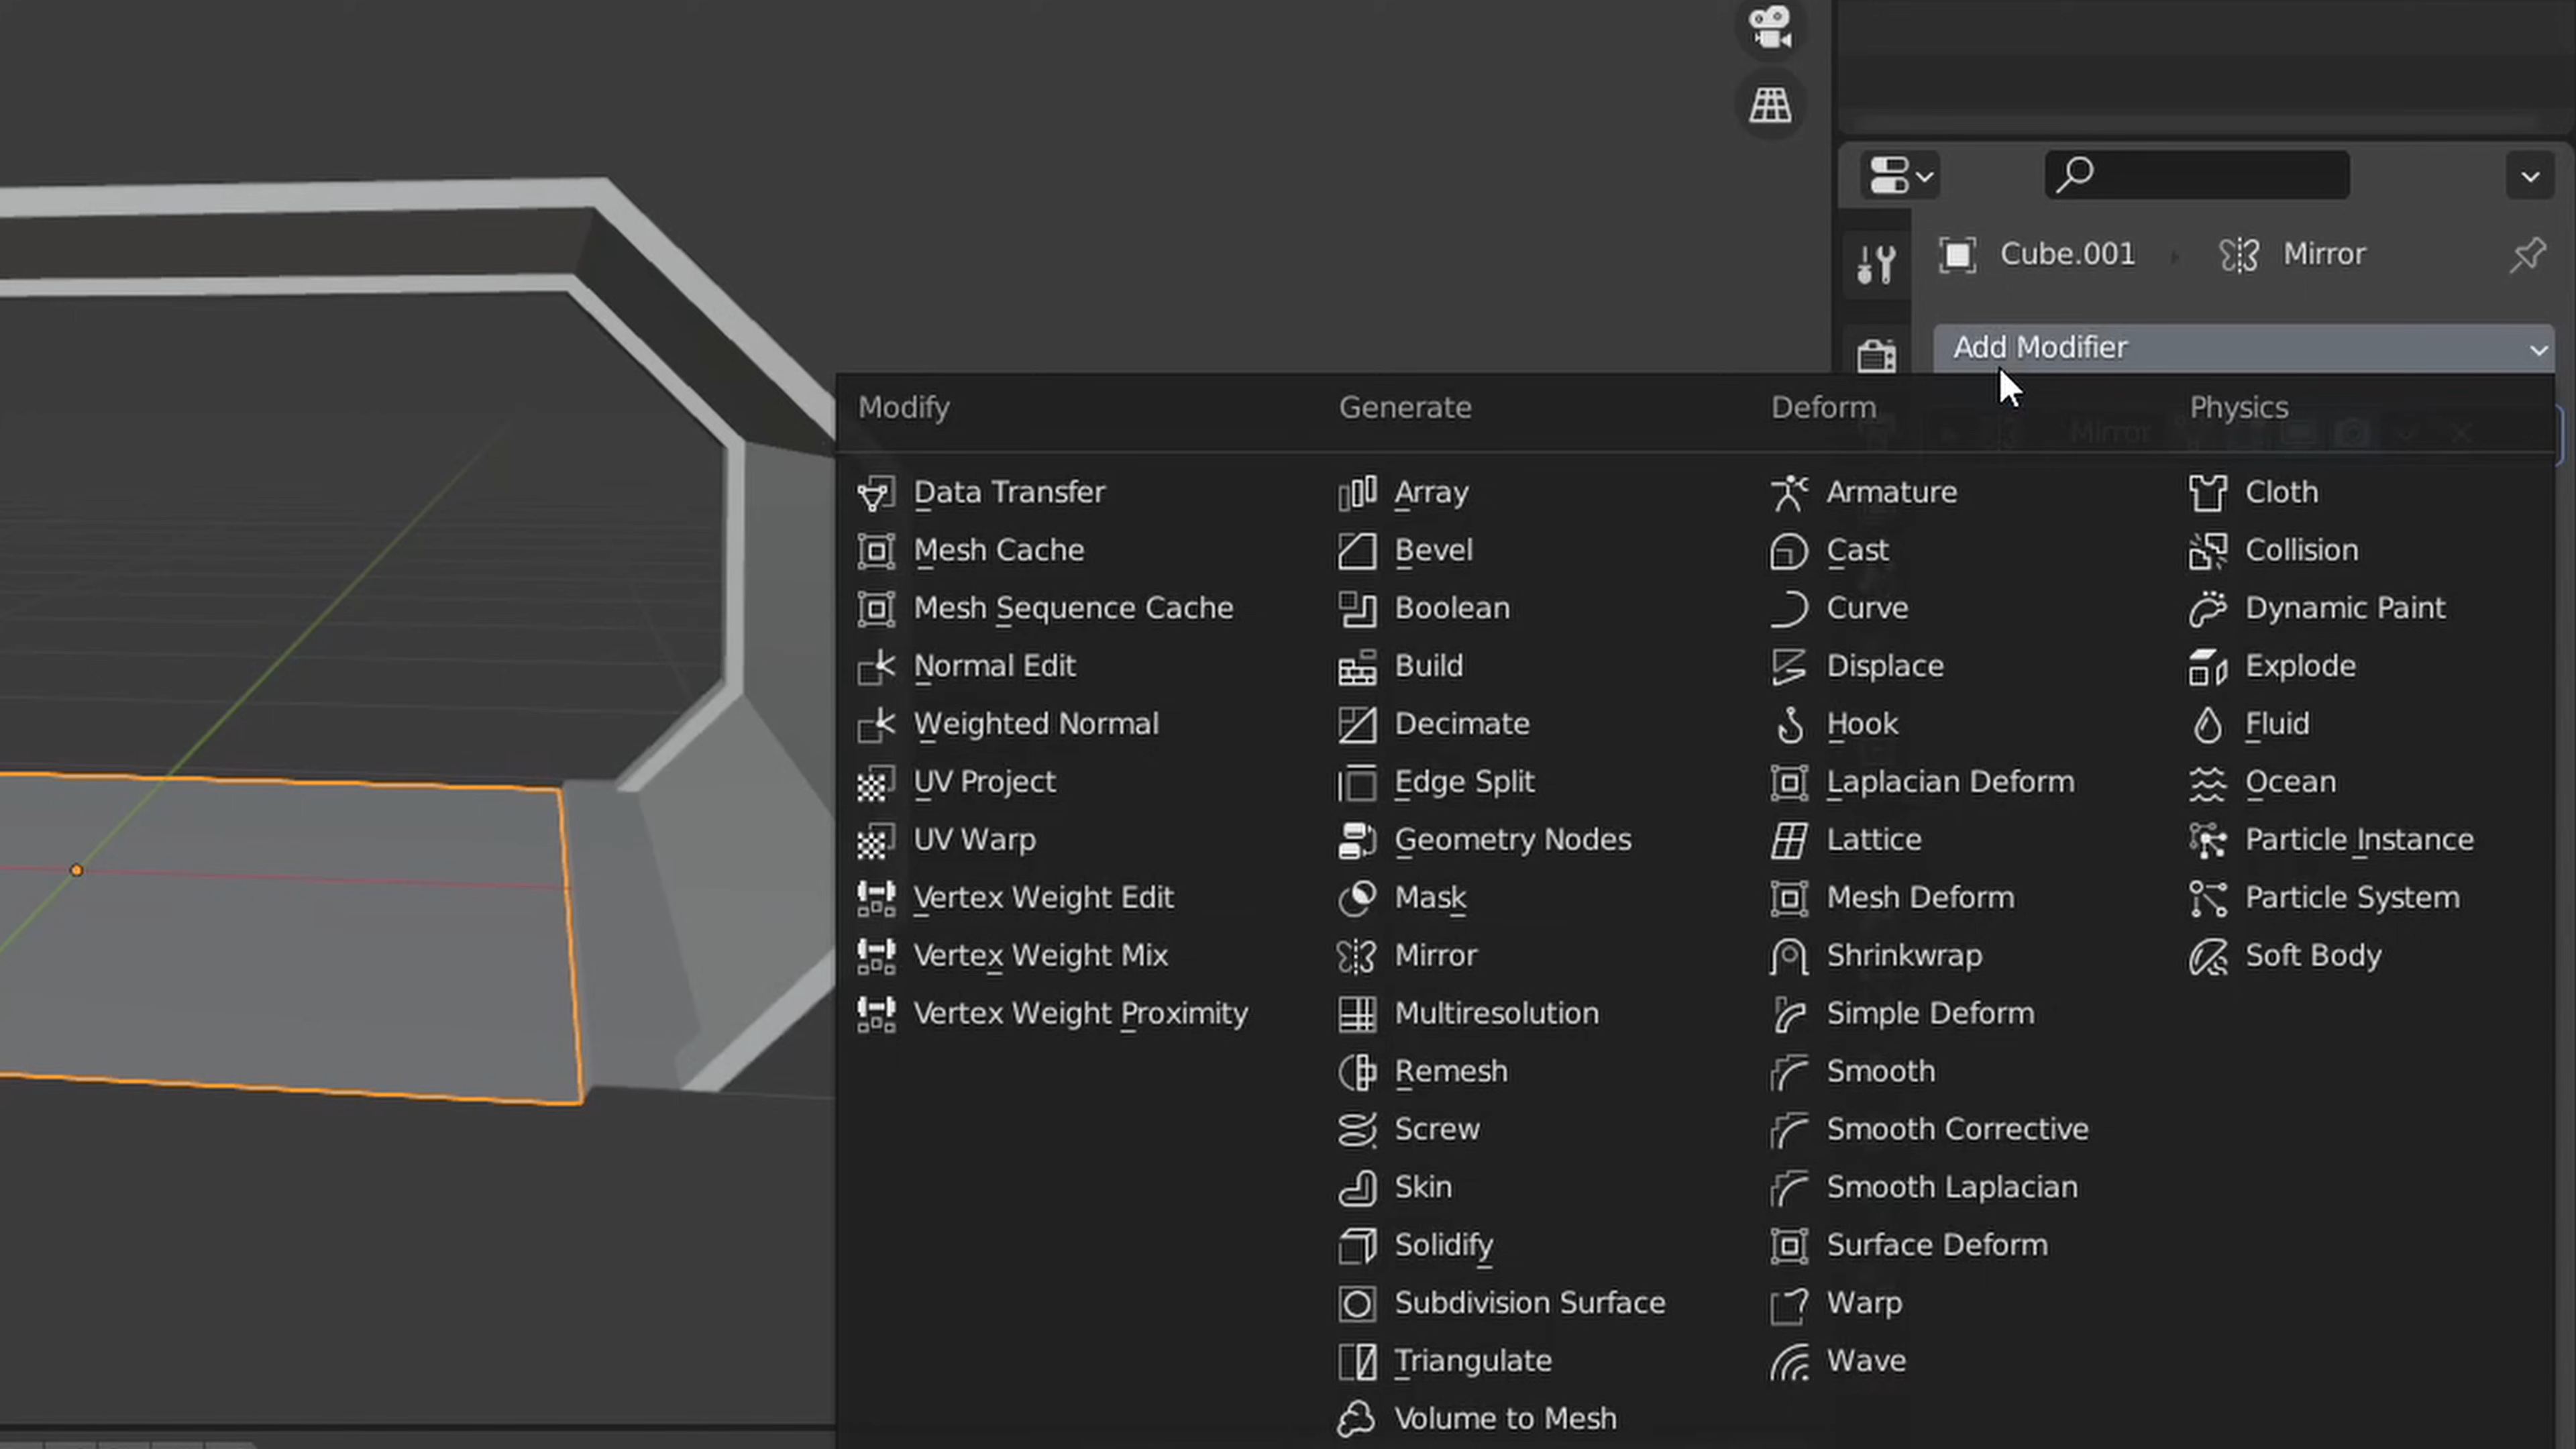 Cube.001 Mirror
Add Modifier
Modify
Data Transfer
Mesh Cache
Mesh Sequence Cache
Normal Edit
Weighted Normal
UV Project
UV Warp
Vertex Weight Edit
Vertex Weight Mix
Vertex Weight Proximity
Generate
Array
Bevel
Boolean
Build
Decimate
Edge Split
Geometry Nodes
Mask
Mirror
Multiresolution
Remesh
Screw
Skin
Solidify
Subdivision Surface
Triangulate
Volume to Mesh
Deform
Armature
Cast
Curve
Displace
Hook
Laplacian Deform
Lattice
Mesh Deform
Shrinkwrap
Simple Deform
Smooth
Smooth Corrective
Smooth Laplacian
Surface Deform
Warp
Wave
Physics
Mirror
Cloth
Collision
Dynamic Paint
Explode
Fluid
Ocean
Particle Instance
Particle System
Soft Body